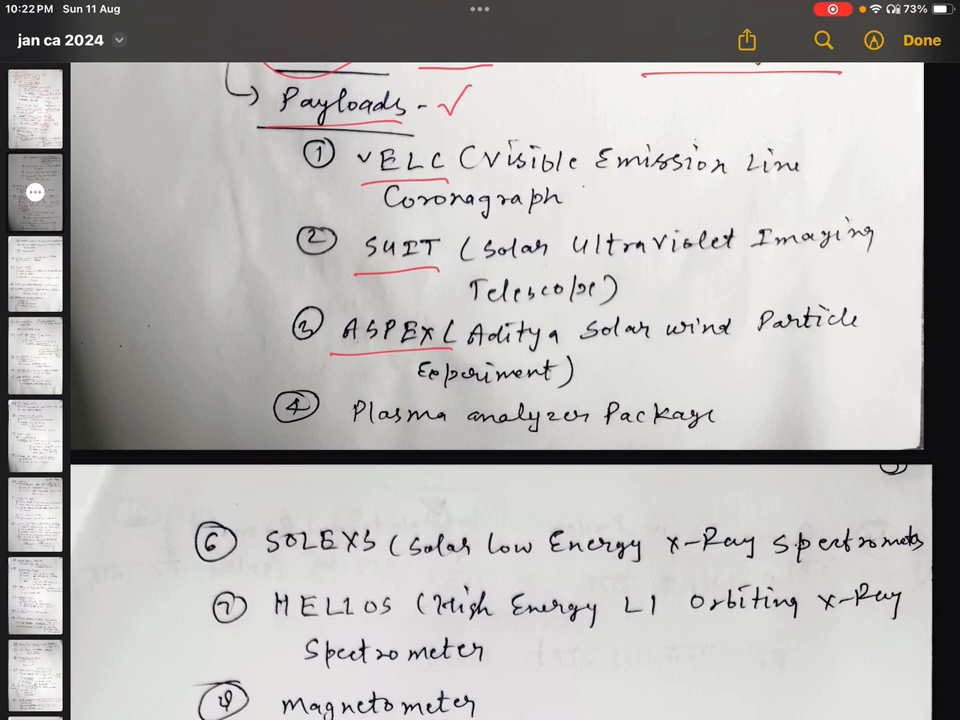 10:22 PM Sun 11 Aug
73%
jan ca 2024
Done
Payloads - ✓
① VELC (Visible Emission Line
Coronagraph
② SUIT (Solar Ultraviolet Imaging
Telescope)
③ ASPEX (Aditya Solar wind Particle
Experiment)
④ Plasma analyzer Package
⑥ SOLEXS (Solar low Energy X-Ray Spectrometer
⑦ HEL1OS (High Energy L1 Orbiting X-Ray
Spectrometer
magnetometer